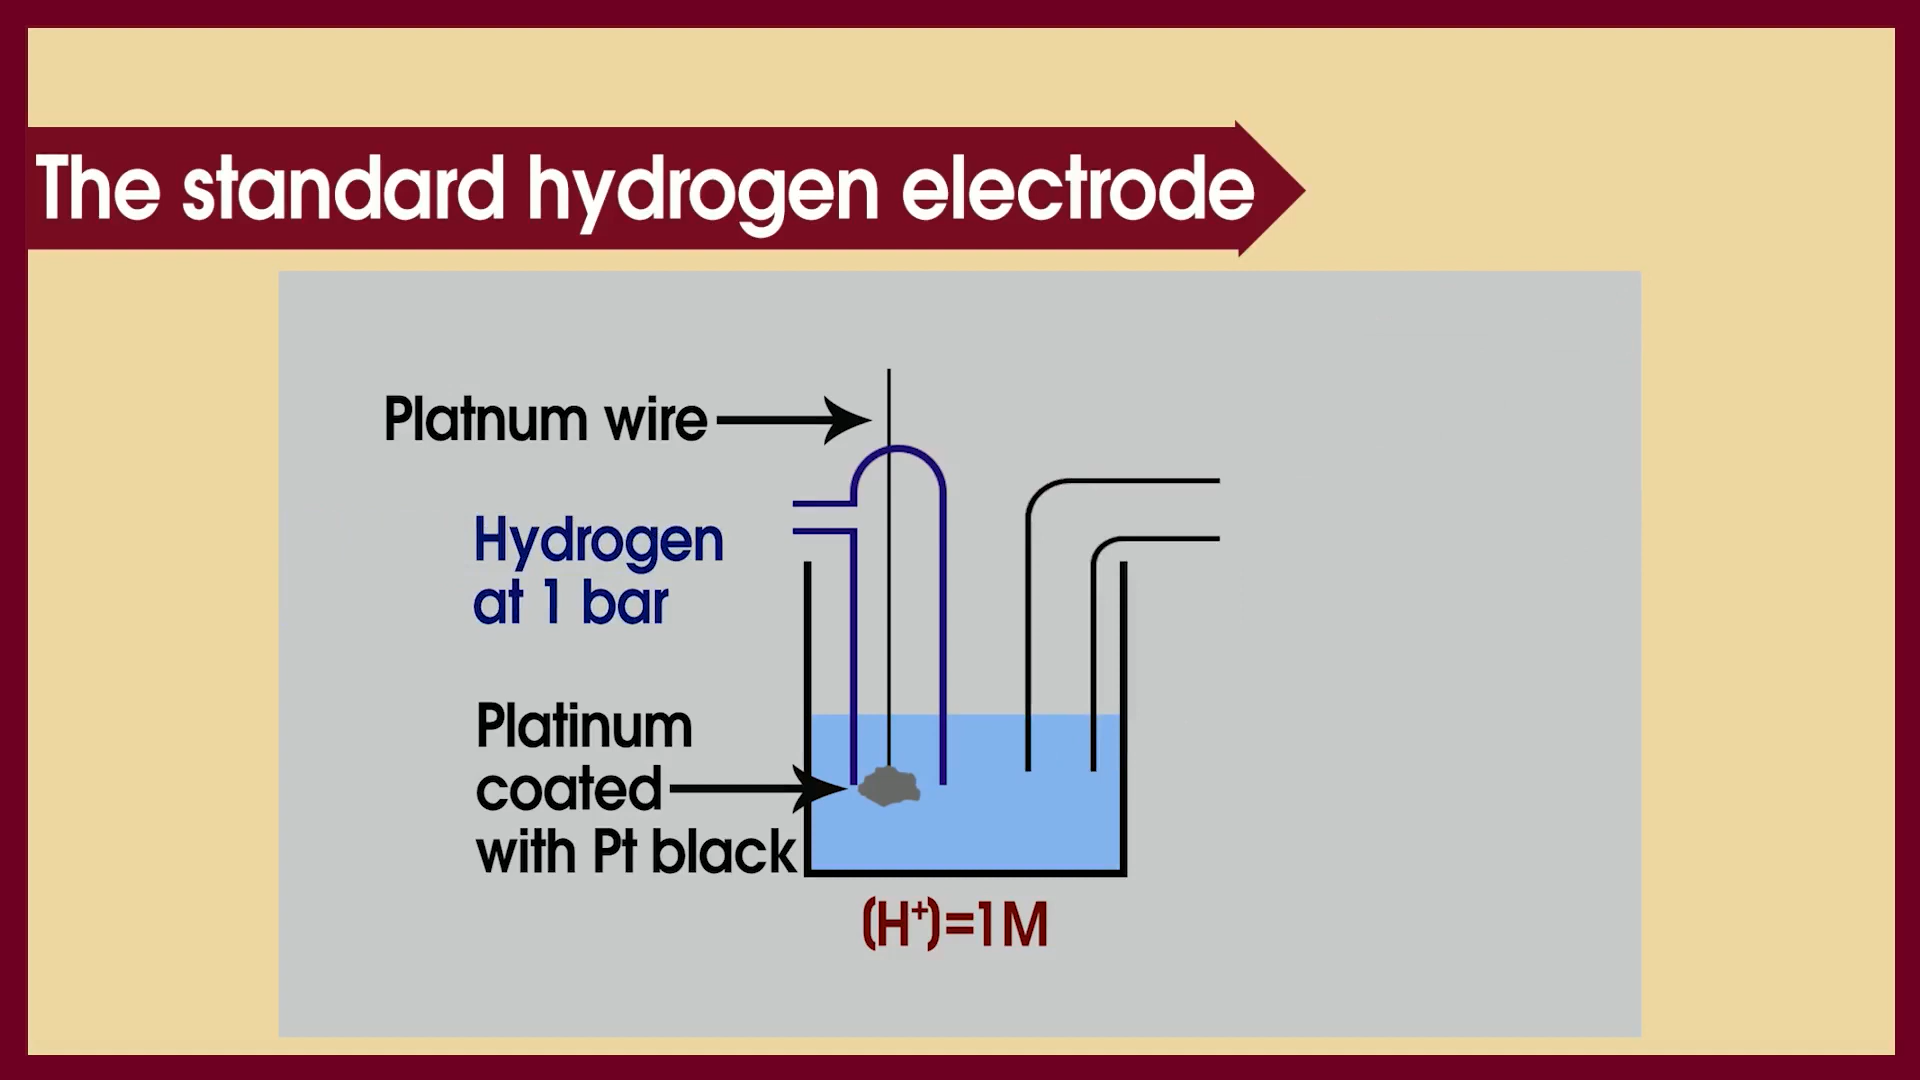 The standard hydrogen electrode
Platnum wire
Hydrogen
at 1 bar
Platinum
coated
with Pt black
(H⁺)=1M